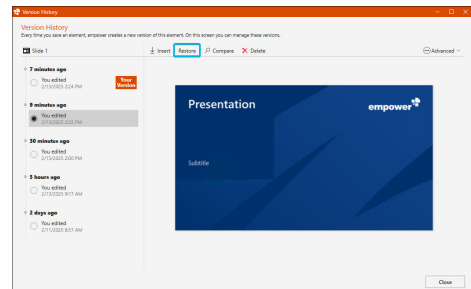 Version History
Version History
Every time you save an element, empower creates a new version of this element. On this screen you can manage these versions.
Slide 1
Insert Restore Compare Delete Advanced
7 minutes ago
You edited
2/13/2025 2:24 PM
Your Version
9 minutes ago
You edited
2/13/2025 2:22 PM
30 minutes ago
You edited
2/13/2025 2:00 PM
5 hours ago
You edited
2/13/2025 9:17 AM
2 days ago
You edited
2/11/2025 8:57 AM
Presentation
empower
Subtitle
Close